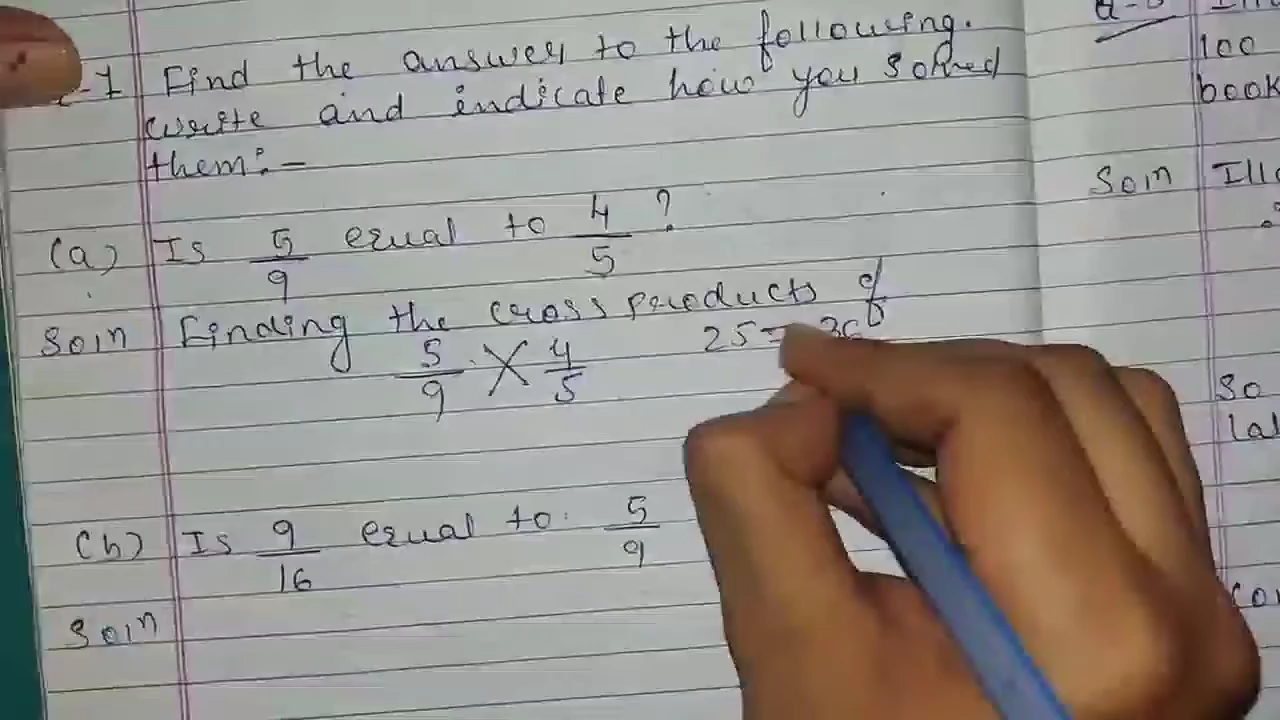 -1 Find the answer to the following.
write and indicate how you solved
them:-
(a) Is 5/9 equal to 4/5 ?
Soln Finding the cross products of
5/9 X 4/5 25= 36
(b) Is 9/16 equal to 5/9
Soln
100
book
Soln
So